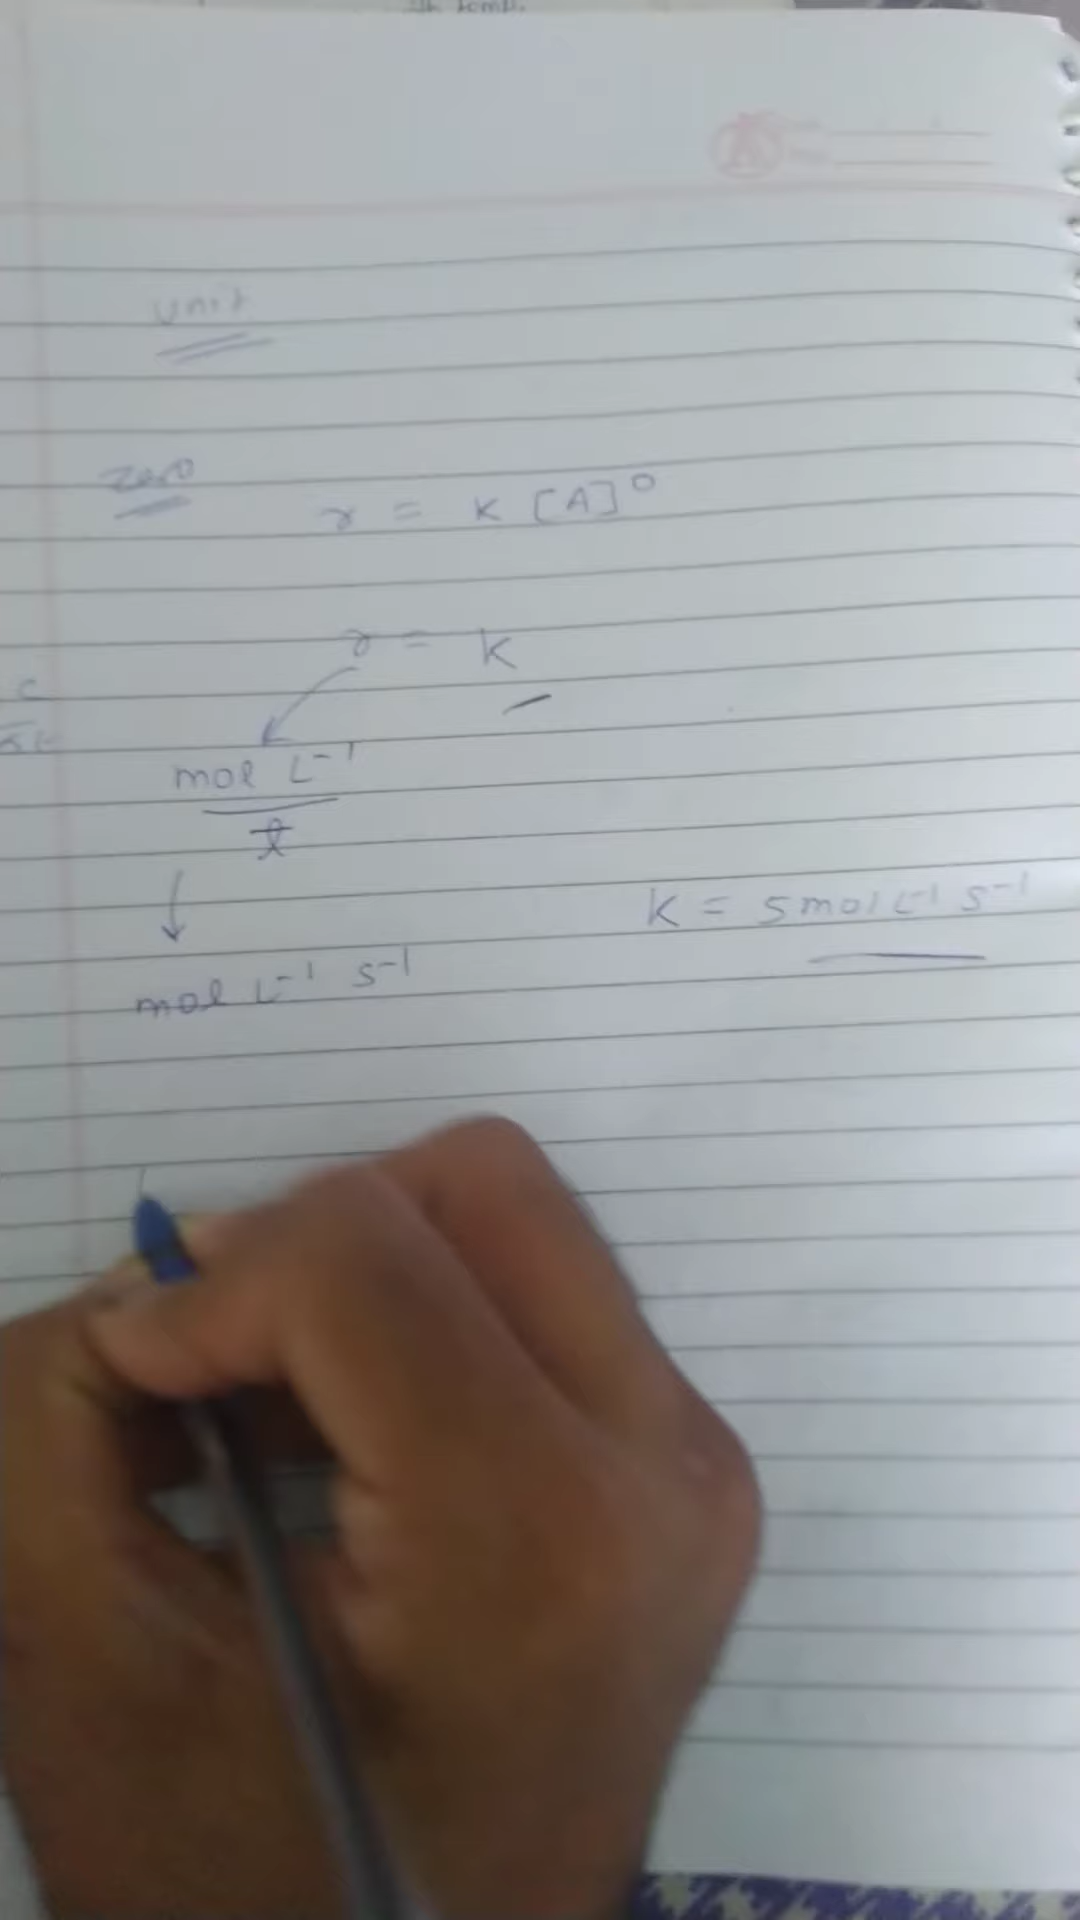 Unit
Zero
r = K [A]⁰
r = K
mol L⁻¹
t
K = 5 mol L⁻¹ s⁻¹
mol L⁻¹ s⁻¹